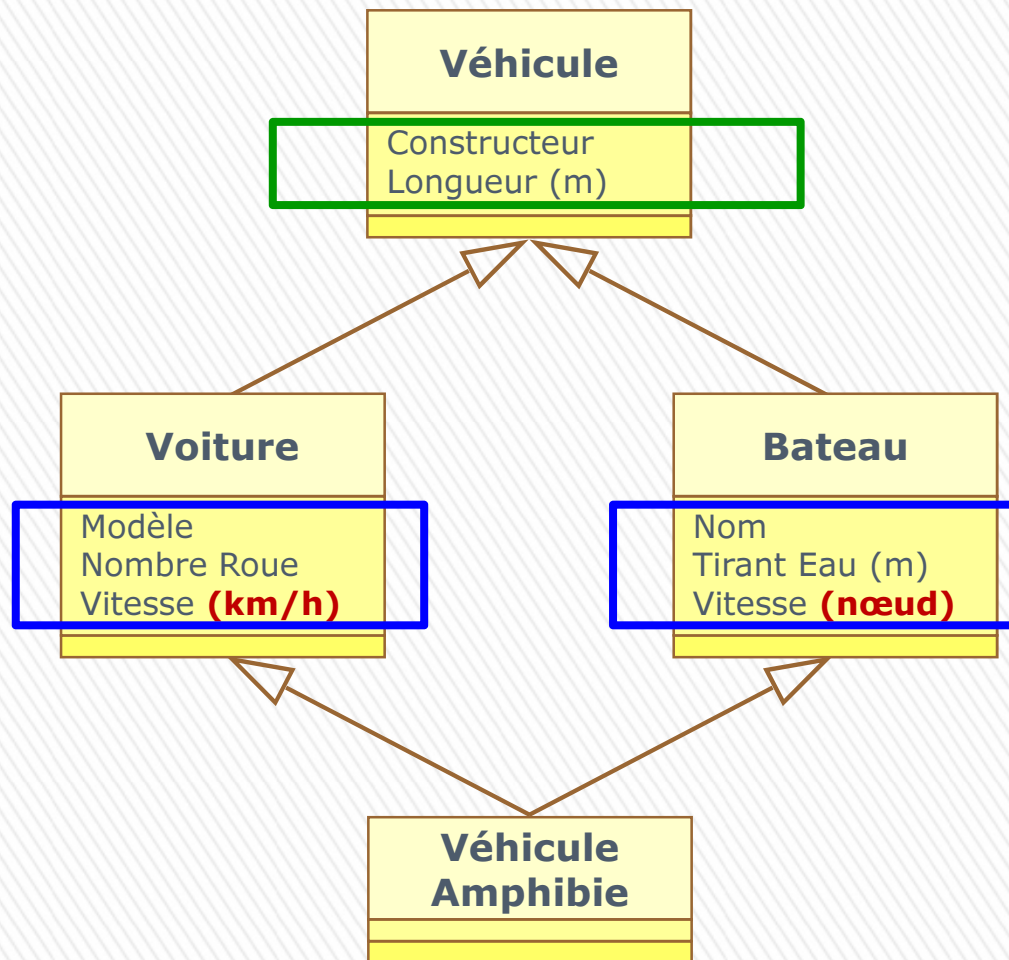 Véhicule
Constructeur
Longueur (m)
Voiture
Modèle
Nombre Roue
Vitesse (km/h)
Bateau
Nom
Tirant Eau (m)
Vitesse (nœud)
Véhicule
Amphibie